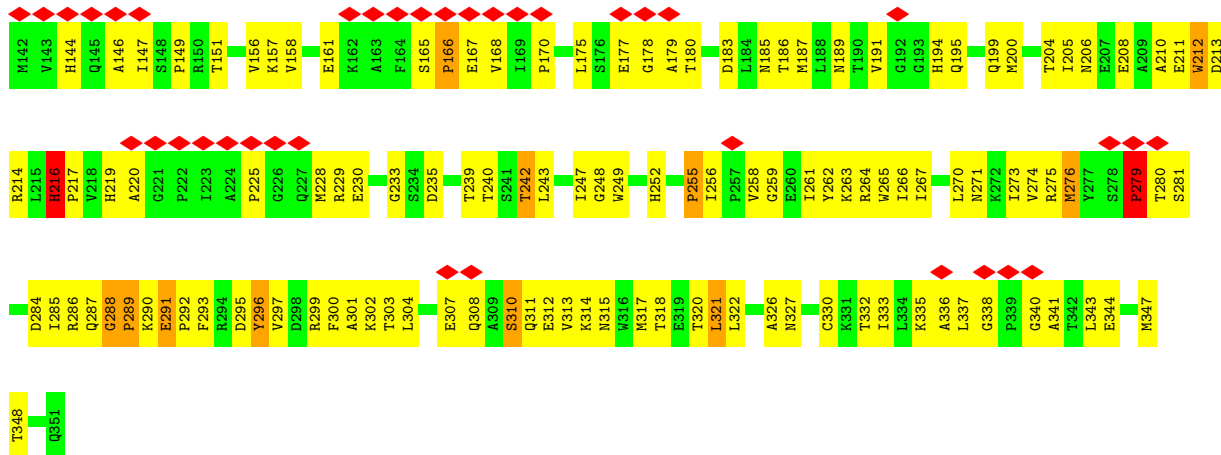 M142 V143 H144 Q145 A146 I147 S148 P149 R150 T151 V156 K157 V158 E161 K162 A163 F164 S165 P166 E167 V168 I169 P170 L175 S176 E177 G178 A179 T180 D183 L184 N185 T186 M187 L188 N189 T190 V191 G192 G193 H194 Q195 Q199 M200 T204 I205 N206 E207 E208 A209 A210 E211 W212 D213
R214 L215 H216 P217 V218 H219 A220 G221 P222 I223 A224 P225 G226 Q227 M228 R229 E230 G233 S234 D235 T239 T240 S241 T242 L243 I247 G248 W249 H252 P255 I256 P257 V258 G259 E260 I261 Y262 K263 R264 W265 I266 I267 L270 N271 K272 I273 V274 R275 M276 Y277 S278 P279 T280 S281
D284 I285 R286 Q287 G288 P289 K290 E291 P292 F293 R294 D295 Y296 V297 D298 R299 F300 A301 K302 T303 L304 E307 Q308 A309 S310 Q311 E312 V313 K314 N315 W316 M317 T318 E319 T320 L321 L322 A326 N327 C330 K331 T332 I333 L334 K335 A336 L337 G338 P339 G340 A341 T342 L343 E344 M347
T348 Q351